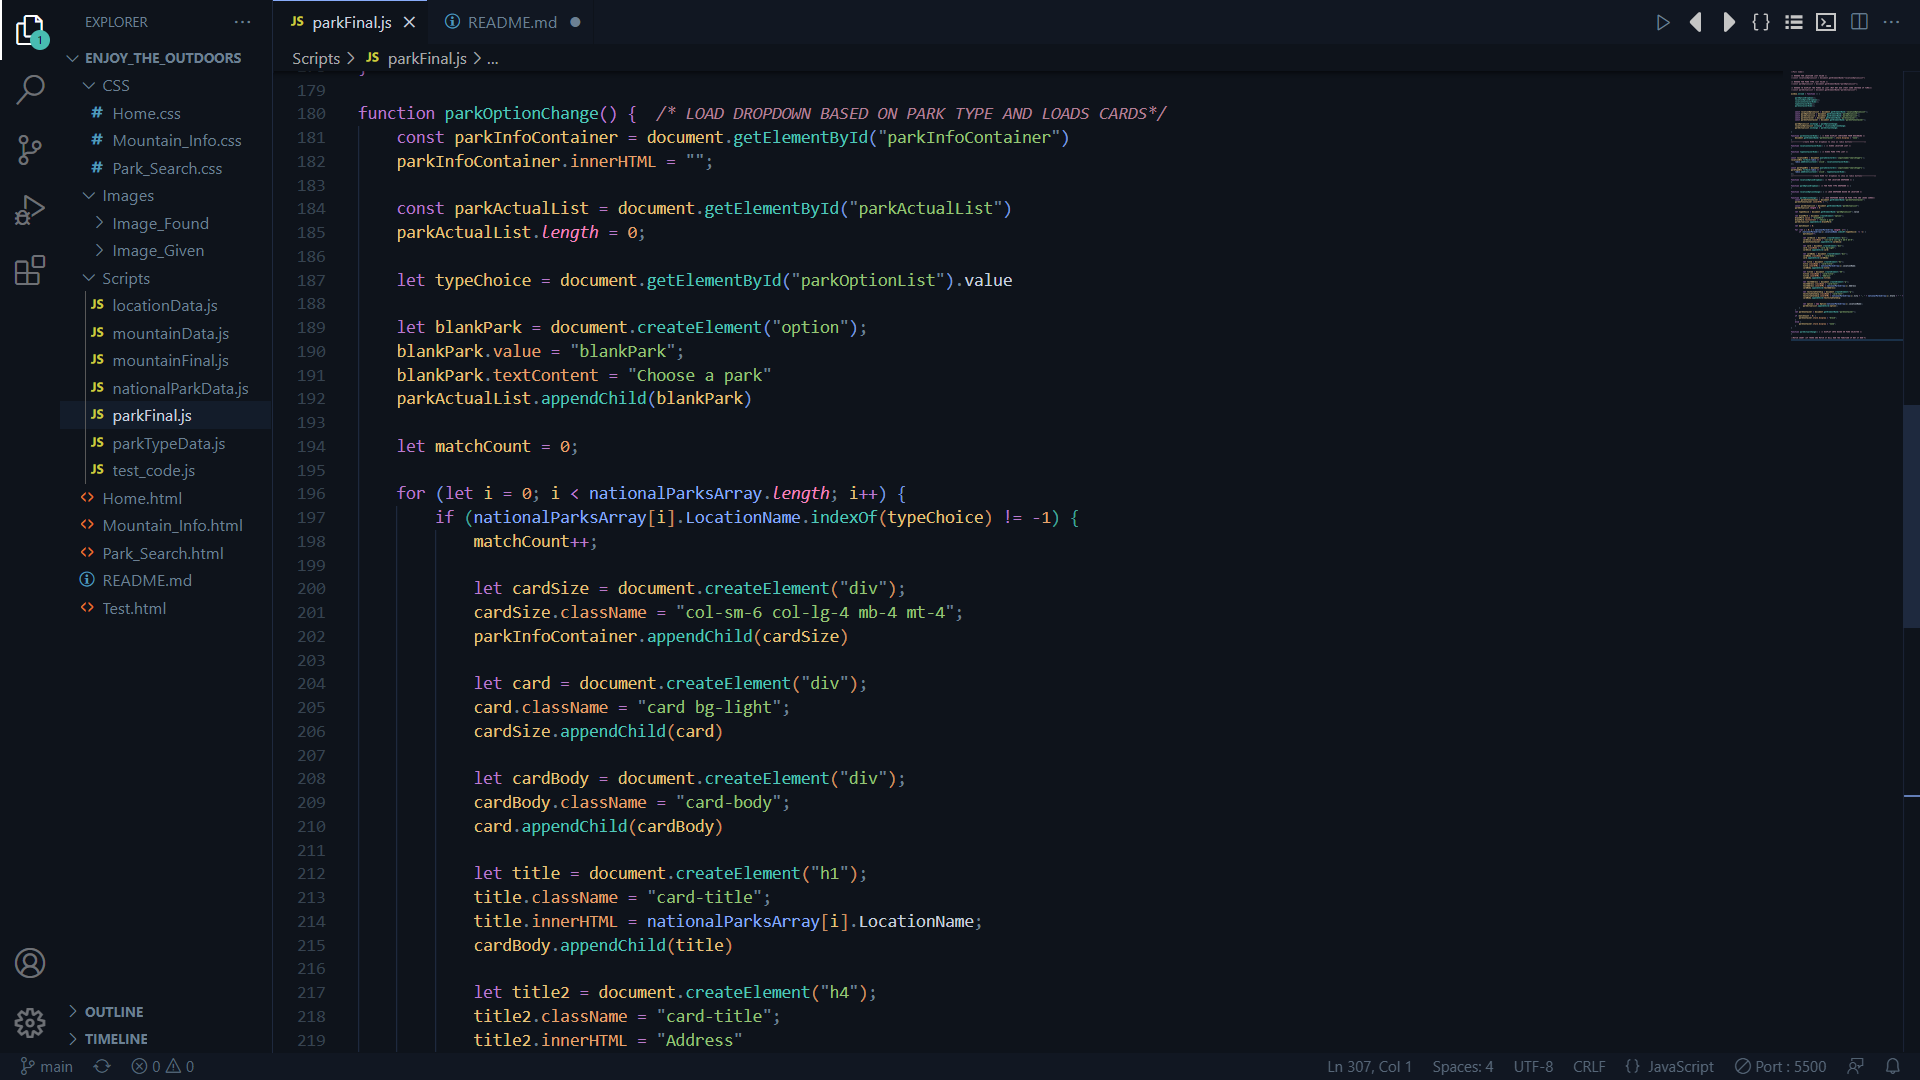 EXPLORER
1
ENJOY_THE_OUTDOORS
CSS
# Home.css
# Mountain_Info.css
# Park_Search.css
Images
Image_Found
Image_Given
Scripts
JS locationData.js
JS mountainData.js
JS mountainFinal.js
JS nationalParkData.js
JS parkFinal.js
JS parkTypeData.js
JS test_code.js
Home.html
Mountain_Info.html
Park_Search.html
README.md
Test.html
OUTLINE
TIMELINE
JS parkFinal.js
README.md
Scripts > JS parkFinal.js > ...
179
180 function parkOptionChange() {  /* LOAD DROPDOWN BASED ON PARK TYPE AND LOADS CARDS*/
181     const parkInfoContainer = document.getElementById("parkInfoContainer")
182     parkInfoContainer.innerHTML = "";
183
184     const parkActualList = document.getElementById("parkActualList")
185     parkActualList.length = 0;
186
187     let typeChoice = document.getElementById("parkOptionList").value
188
189     let blankPark = document.createElement("option");
190     blankPark.value = "blankPark";
191     blankPark.textContent = "Choose a park"
192     parkActualList.appendChild(blankPark)
193
194     let matchCount = 0;
195
196     for (let i = 0; i < nationalParksArray.length; i++) {
197         if (nationalParksArray[i].LocationName.indexOf(typeChoice) != -1) {
198             matchCount++;
199
200             let cardSize = document.createElement("div");
201             cardSize.className = "col-sm-6 col-lg-4 mb-4 mt-4";
202             parkInfoContainer.appendChild(cardSize)
203
204             let card = document.createElement("div");
205             card.className = "card bg-light";
206             cardSize.appendChild(card)
207
208             let cardBody = document.createElement("div");
209             cardBody.className = "card-body";
210             card.appendChild(cardBody)
211
212             let title = document.createElement("h1");
213             title.className = "card-title";
214             title.innerHTML = nationalParksArray[i].LocationName;
215             cardBody.appendChild(title)
216
217             let title2 = document.createElement("h4");
218             title2.className = "card-title";
219             title2.innerHTML = "Address"
main
0 0
Ln 307, Col 1
Spaces: 4
UTF-8
CRLF
{} JavaScript
Port : 5500